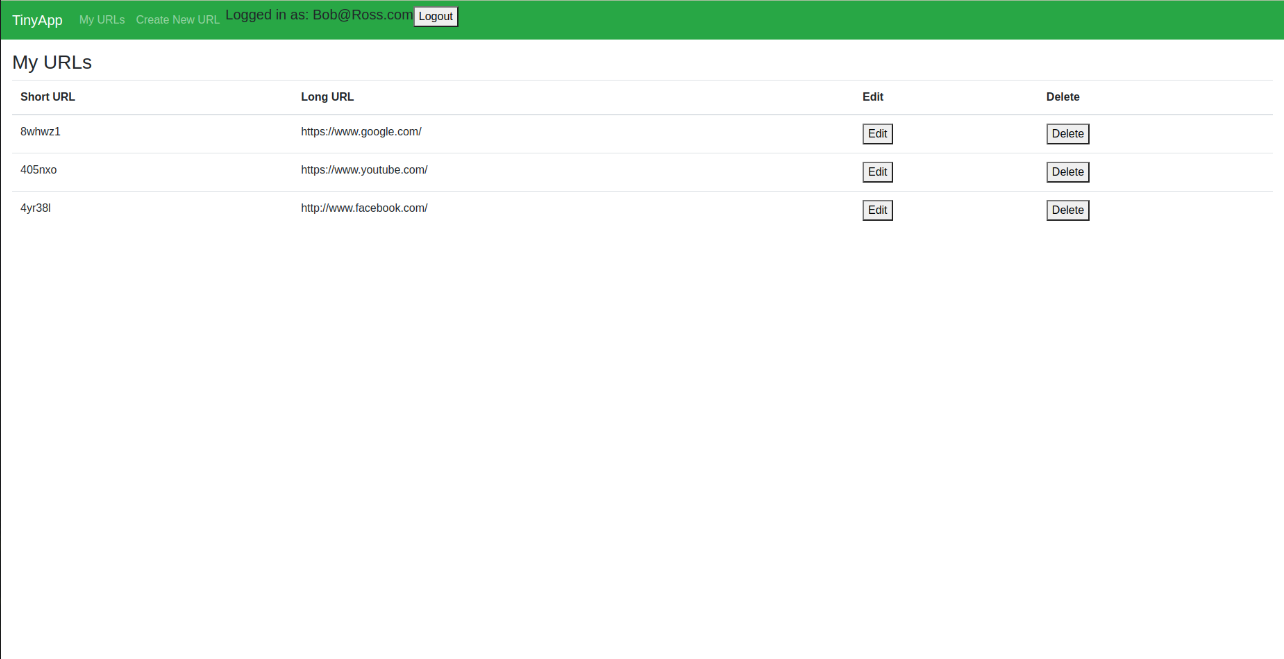 TinyApp My URLs Create New URL Logged in as: Bob@Ross.com Logout
My URLs
Short URL Long URL Edit Delete
8whwz1 https://www.google.com/ Edit Delete
405nxo https://www.youtube.com/ Edit Delete
4yr38l http://www.facebook.com/ Edit Delete